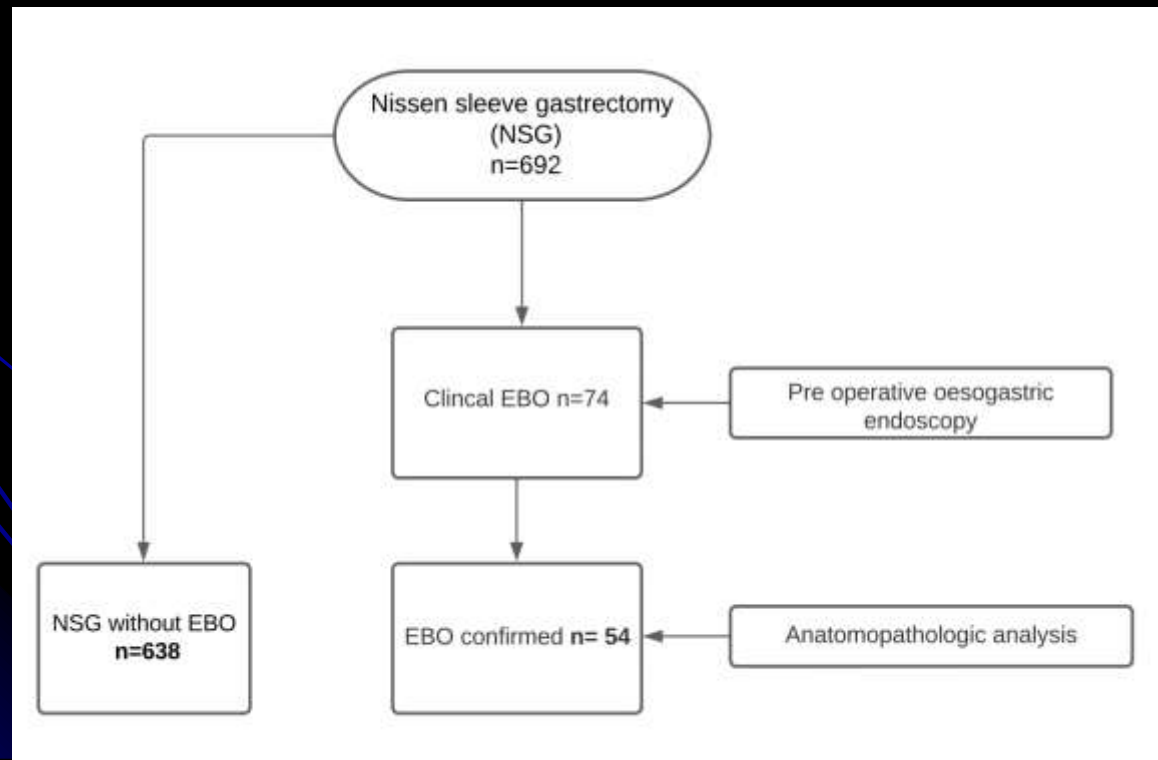 Nissen sleeve gastrectomy
(NSG)
n=692
Clincal EBO n=74
Pre operative oesogastric
endoscopy
NSG without EBO
n=638
EBO confirmed n= 54
Anatomopathologic analysis